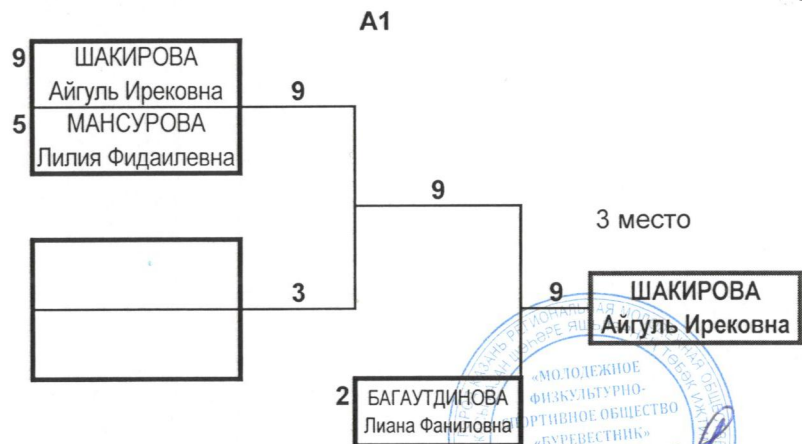 А1
9 ШАКИРОВА
Айгуль Ирековна
9
5 МАНСУРОВА
Лилия Фидаилевна
9
3 место
3
9
ШАКИРОВА
Айгуль Ирековна
2 БАГАУТДИНОВА
Лиана Фаниловна
«МОЛОДЕЖНОЕ
ФИЗКУЛЬТУРНО-
СПОРТИВНОЕ ОБЩЕСТВО
«БУРЕВЕСТНИК»